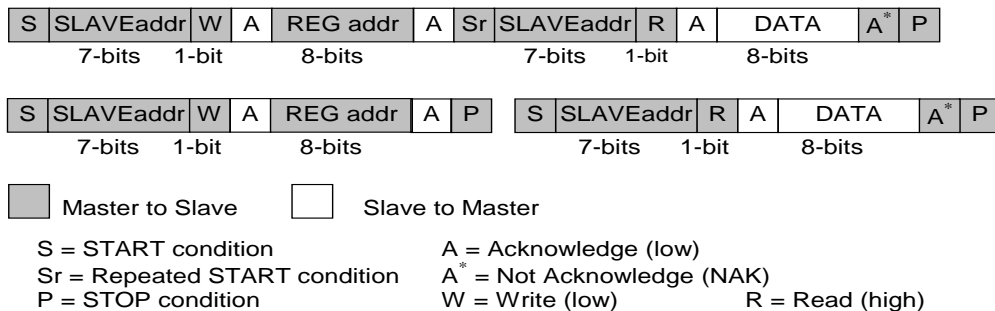 S SLAVEaddr W A REG addr A Sr SLAVEaddr R A DATA A* P
7-bits 1-bit 8-bits 7-bits 1-bit 8-bits
S SLAVEaddr W A REG addr A P S SLAVEaddr R A DATA A* P
7-bits 1-bit 8-bits 7-bits 1-bit 8-bits
Master to Slave Slave to Master
S = START condition A = Acknowledge (low)
Sr = Repeated START condition A* = Not Acknowledge (NAK)
P = STOP condition W = Write (low) R = Read (high)